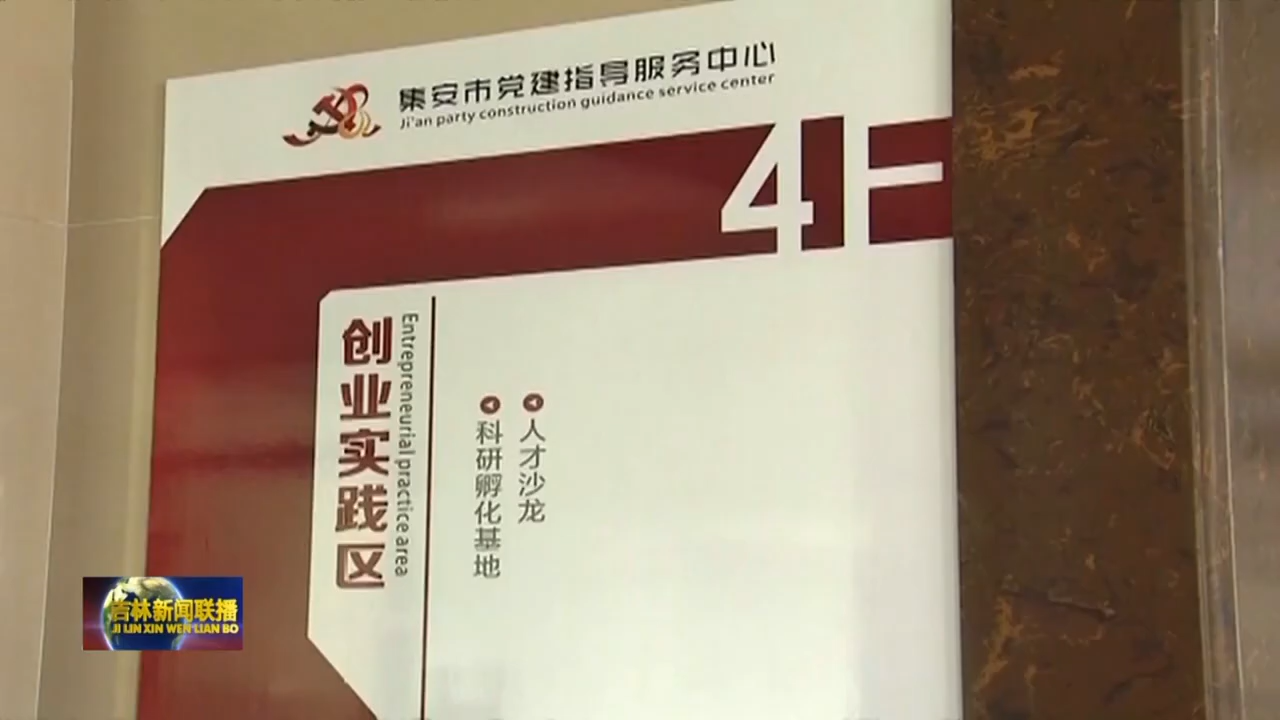 集安市党建指导服务中心
Ji'an party construction guidance service center
4F
创业实践区
Entrepreneurial practice area
人才沙龙
科研孵化基地
吉林新闻联播
JI LIN XIN WEN LIAN BO